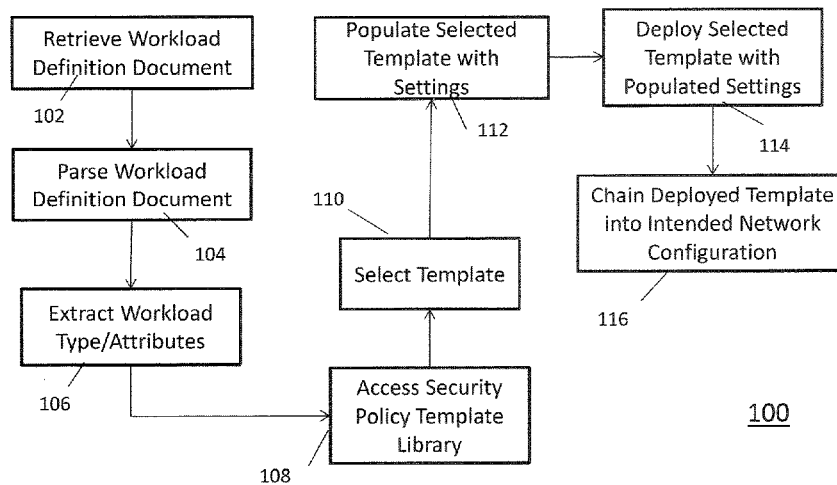 Retrieve Workload
Definition Document
102
Parse Workload
Definition Document
104
Extract Workload
Type/Attributes
106
Access Security
Policy Template
Library
108
Select Template
110
Populate Selected
Template with
Settings
112
Deploy Selected
Template with
Populated Settings
114
Chain Deployed Template
into Intended Network
Configuration
116
100